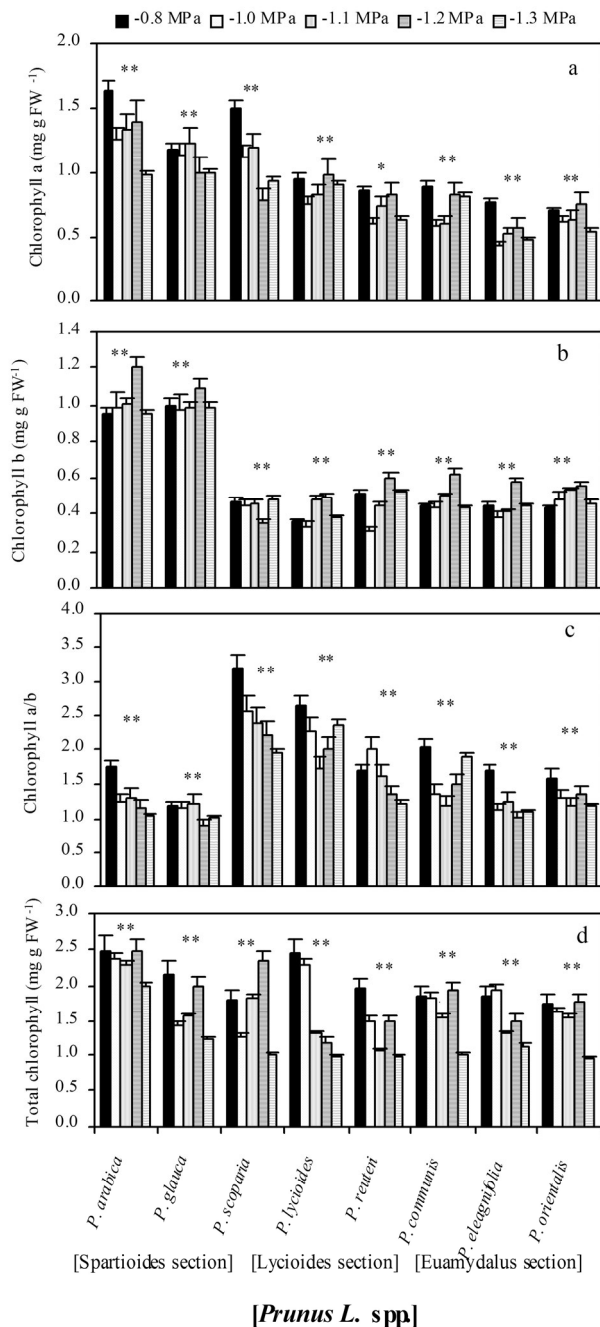 -0.8 MPa -1.0 MPa -1.1 MPa -1.2 MPa -1.3 MPa
a
Chlorophyll a (mg g FW -1)
2.0
1.5
1.0
0.5
0.0
** ** ** ** * ** ** **
b
Chlorophyll b (mg g FW-1)
1.4
1.2
1.0
0.8
0.6
0.4
0.2
0.0
** ** ** ** ** ** ** **
c
Chlorophyll a/b
4.0
3.5
3.0
2.5
2.0
1.5
1.0
0.5
0.0
** ** ** ** ** ** ** **
d
Total chlorophyll (mg g FW-1)
3.0
2.5
2.0
1.5
1.0
0.5
0.0
** ** ** ** ** ** ** **
P. arabica
P. glauca
P. scoparia
P. lycioides
P. reuteri
P. communis
P. eleagnifolia
P. orientalis
[Spartioides section] [Lycioides section] [Euamydalus section]
[Prunus L. spp.]